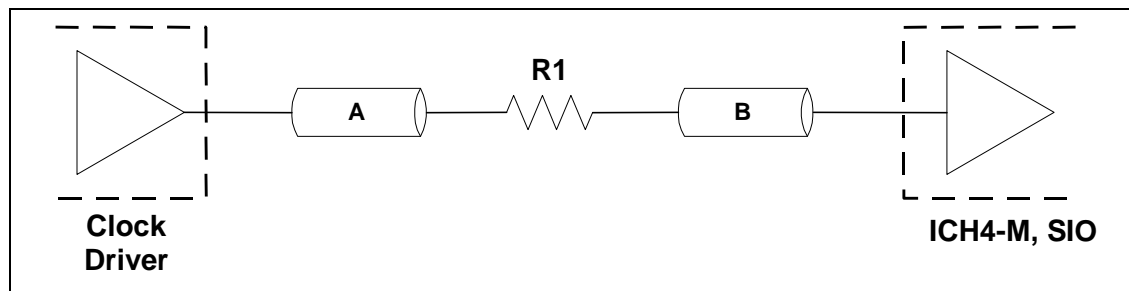 R1
A
B
Clock
Driver
ICH4-M, SIO